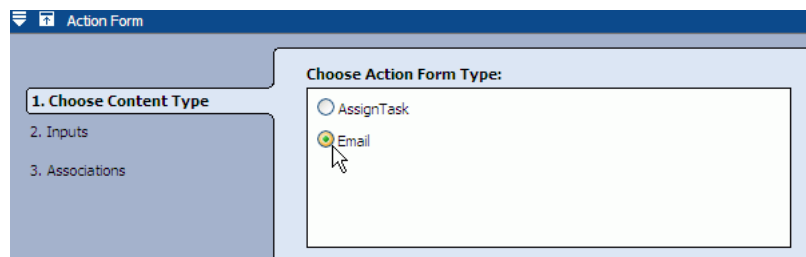 Action Form
Choose Action Form Type:
1. Choose Content Type
2. Inputs
3. Associations
AssignTask
Email